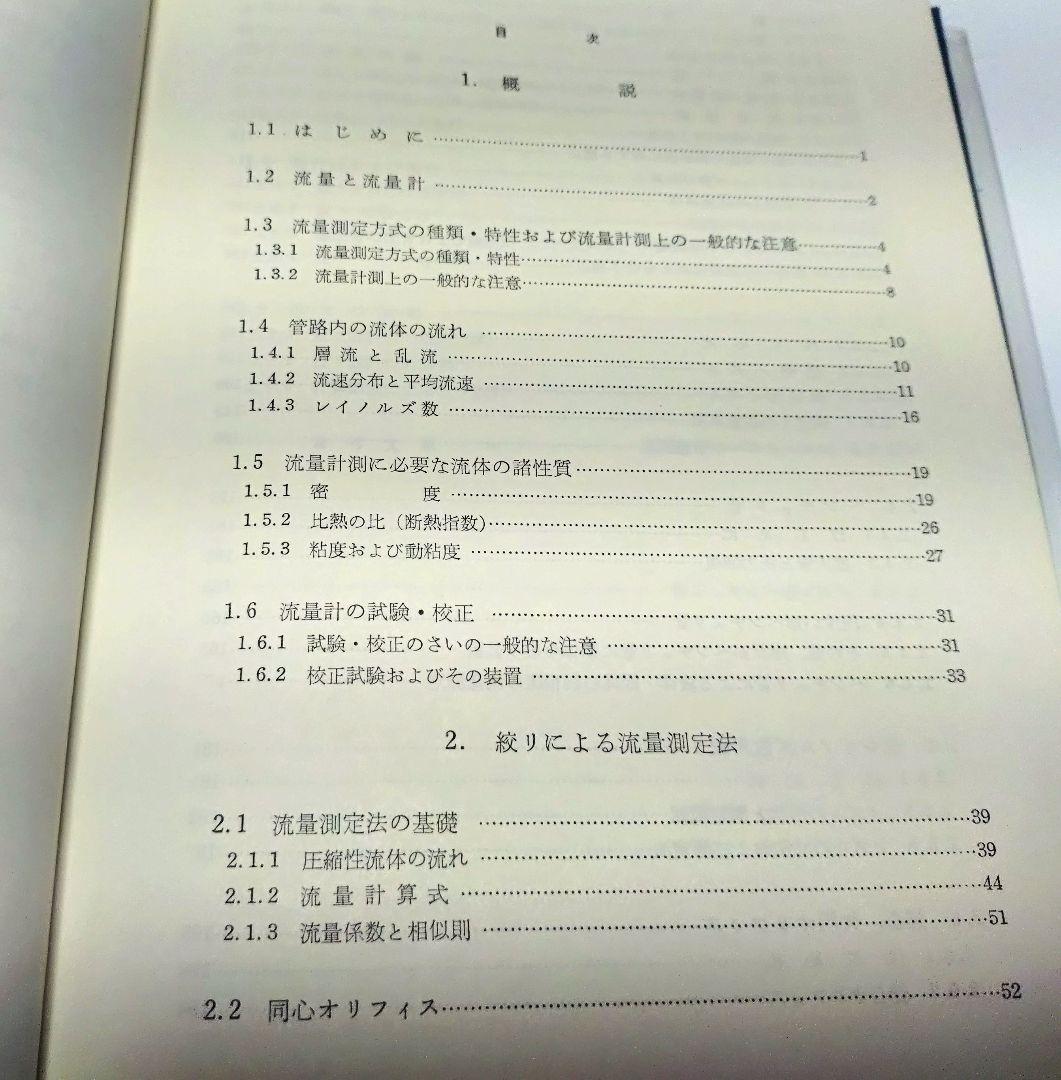 目次
1. 概説
1.1 はじめに……………1
1.2 流量と流量計……………2
1.3 流量測定方式の種類・特性および流量計測上の一般的な注意……………4
1.3.1 流量測定方式の種類・特性……………4
1.3.2 流量計測上の一般的な注意……………8
1.4 管路内の流体の流れ……………10
1.4.1 層流と乱流……………10
1.4.2 流速分布と平均流速……………11
1.4.3 レイノルズ数……………16
1.5 流量計測に必要な流体の諸性質……………19
1.5.1 密度……………19
1.5.2 比熱の比（断熱指数)……………26
1.5.3 粘度および動粘度……………27
1.6 流量計の試験・校正……………31
1.6.1 試験・校正のさいの一般的な注意……………31
1.6.2 校正試験およびその装置……………33
2. 絞りによる流量測定法
2.1 流量測定法の基礎……………39
2.1.1 圧縮性流体の流れ……………39
2.1.2 流量計算式……………44
2.1.3 流量係数と相似則……………51
2.2 同心オリフィス……………52